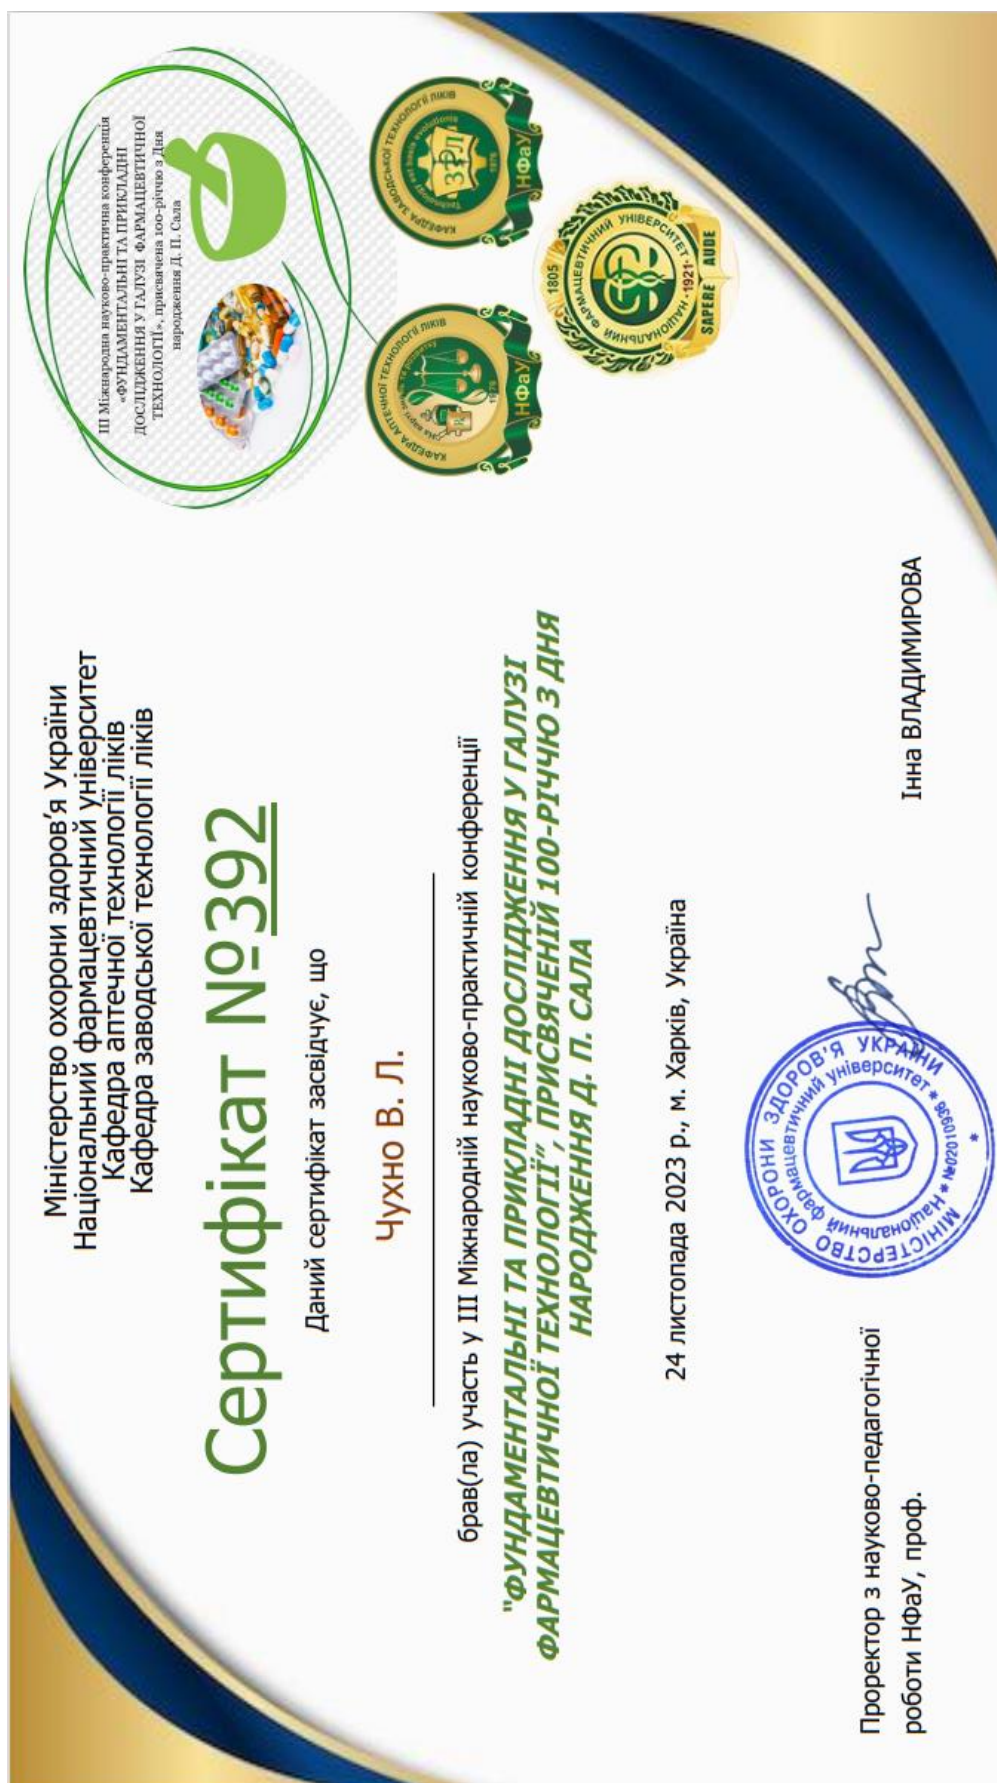 Міністерство охорони здоров’я України
Національний фармацевтичний університет
Кафедра аптечної технології ліків
Кафедра заводської технології ліків
III Міжнародна науково-практична конференція
«ФУНДАМЕНТАЛЬНІ ТА ПРИКЛАДНІ
ДОСЛІДЖЕННЯ У ГАЛУЗІ ФАРМАЦЕВТИЧНОЇ
ТЕХНОЛОГІЇ», присвячена 100-річчю з Дня
народження Д. П. Сала
Сертифікат №392
Даний сертифікат засвідчує, що
Чухно В. Л.
брав(ла) участь у III Міжнародній науково-практичній конференції
"ФУНДАМЕНТАЛЬНІ ТА ПРИКЛАДНІ ДОСЛІДЖЕННЯ У ГАЛУЗІ
ФАРМАЦЕВТИЧНОЇ ТЕХНОЛОГІЇ”, ПРИСВЯЧЕНІЙ 100-РІЧЧЮ З ДНЯ
НАРОДЖЕННЯ Д. П. САЛА
КАФЕДРА АПТЕЧНОЇ ТЕХНОЛОГІЇ ЛІКІВ
НФаУ
КАФЕДРА ЗАВОДСЬКОЇ ТЕХНОЛОГІЇ ЛІКІВ
ЗТЛ
НФаУ
НАЦІОНАЛЬНИЙ ФАРМАЦЕВТИЧНИЙ УНІВЕРСИТЕТ
1805
1921
SAPERE AUDE
24 листопада 2023 р., м. Харків, Україна
Проректор з науково-педагогічної
роботи НФаУ, проф.
МІНІСТЕРСТВО ОХОРОНИ ЗДОРОВ'Я УКРАЇНИ
Національний фармацевтичний університет * №02010936 *
Інна ВЛАДИМИРОВА